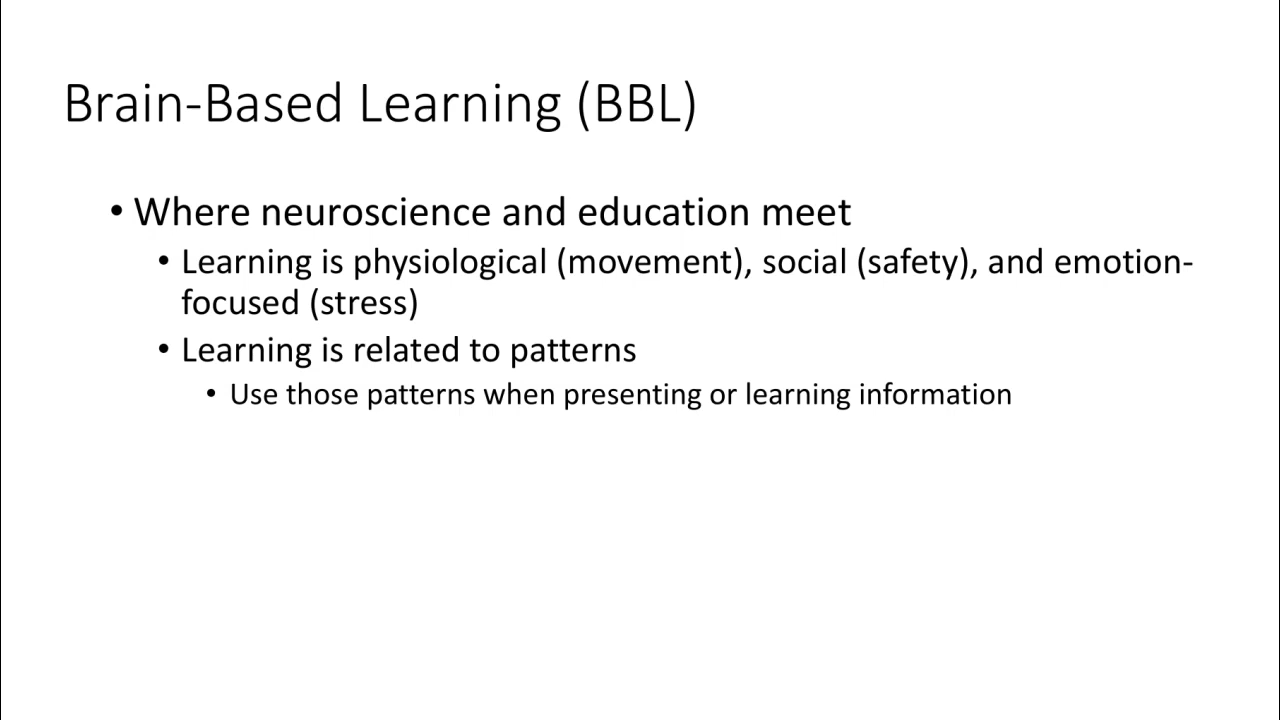 Brain-Based Learning (BBL)
• Where neuroscience and education meet
• Learning is physiological (movement), social (safety), and emotion-
focused (stress)
• Learning is related to patterns
• Use those patterns when presenting or learning information